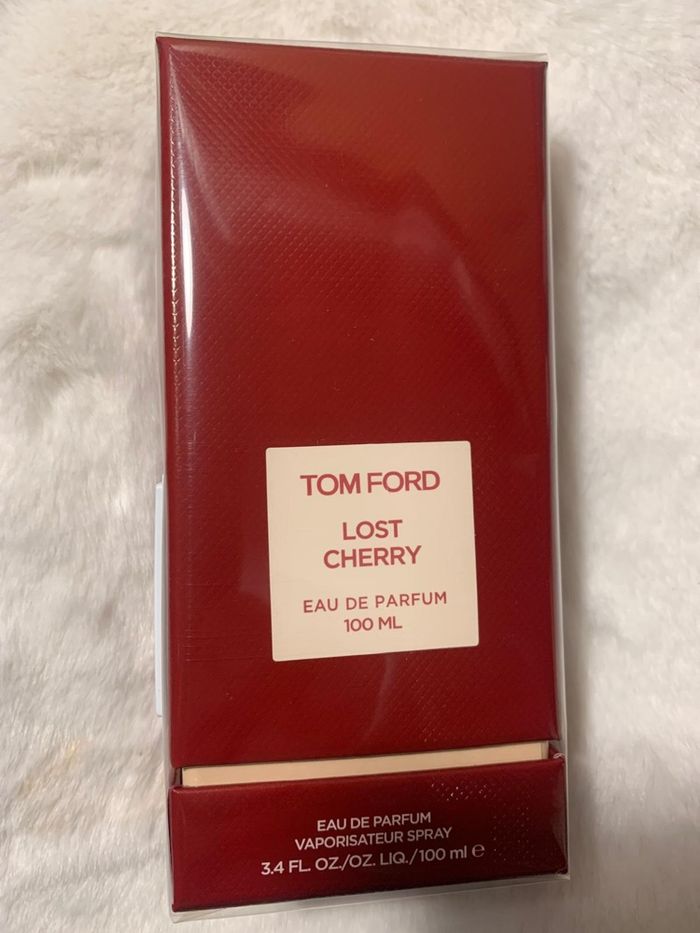 TOM FORD
LOST
CHERRY
EAU DE PARFUM
100 ML
EAU DE PARFUM
VAPORISATEUR SPRAY
3.4 FL. OZ./OZ. LIQ./100 ml ℮